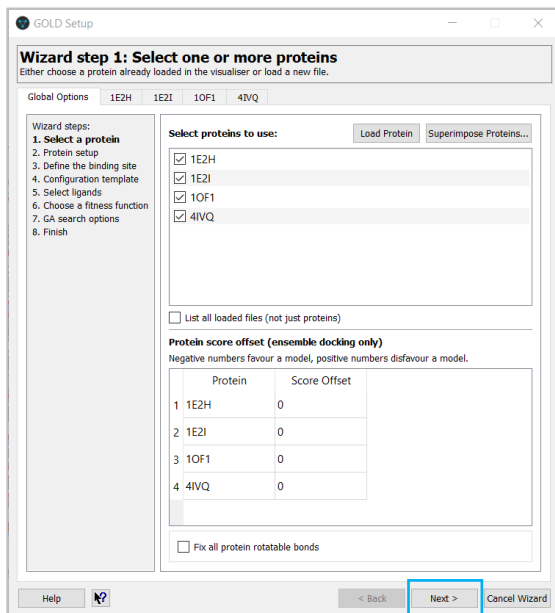 GOLD Setup
Wizard step 1: Select one or more proteins
Either choose a protein already loaded in the visualiser or load a new file.
Global Options 1E2H 1E2I 1OF1 4IVQ
Wizard steps:
1. Select a protein
2. Protein setup
3. Define the binding site
4. Configuration template
5. Select ligands
6. Choose a fitness function
7. GA search options
8. Finish
Select proteins to use: Load Protein Superimpose Proteins...
1E2H
1E2I
1OF1
4IVQ
List all loaded files (not just proteins)
Protein score offset (ensemble docking only)
Negative numbers favour a model, positive numbers disfavour a model.
Protein Score Offset
1 1E2H 0
2 1E2I 0
3 1OF1 0
4 4IVQ 0
Fix all protein rotatable bonds
Help ? < Back Next > Cancel Wizard